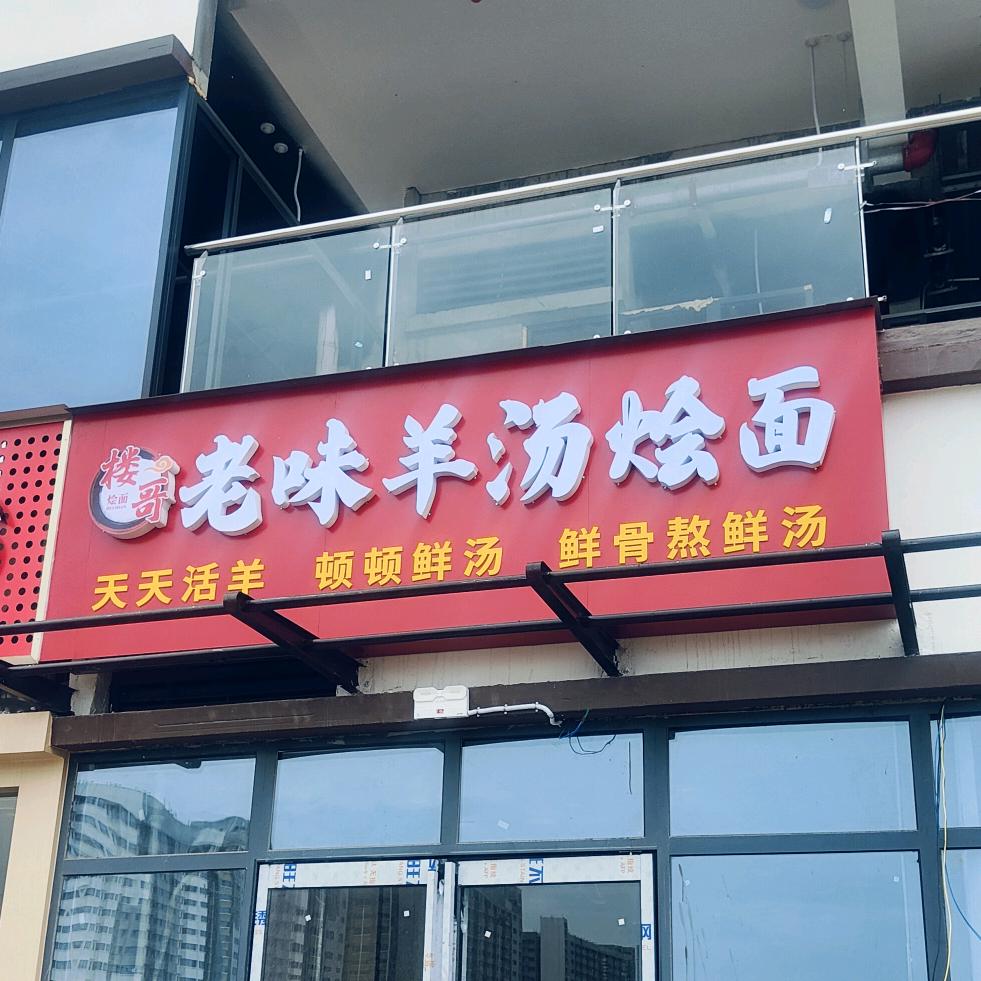 楼哥
烩面
老味羊汤烩面
天天活羊 顿顿鲜汤 鲜骨熬鲜汤